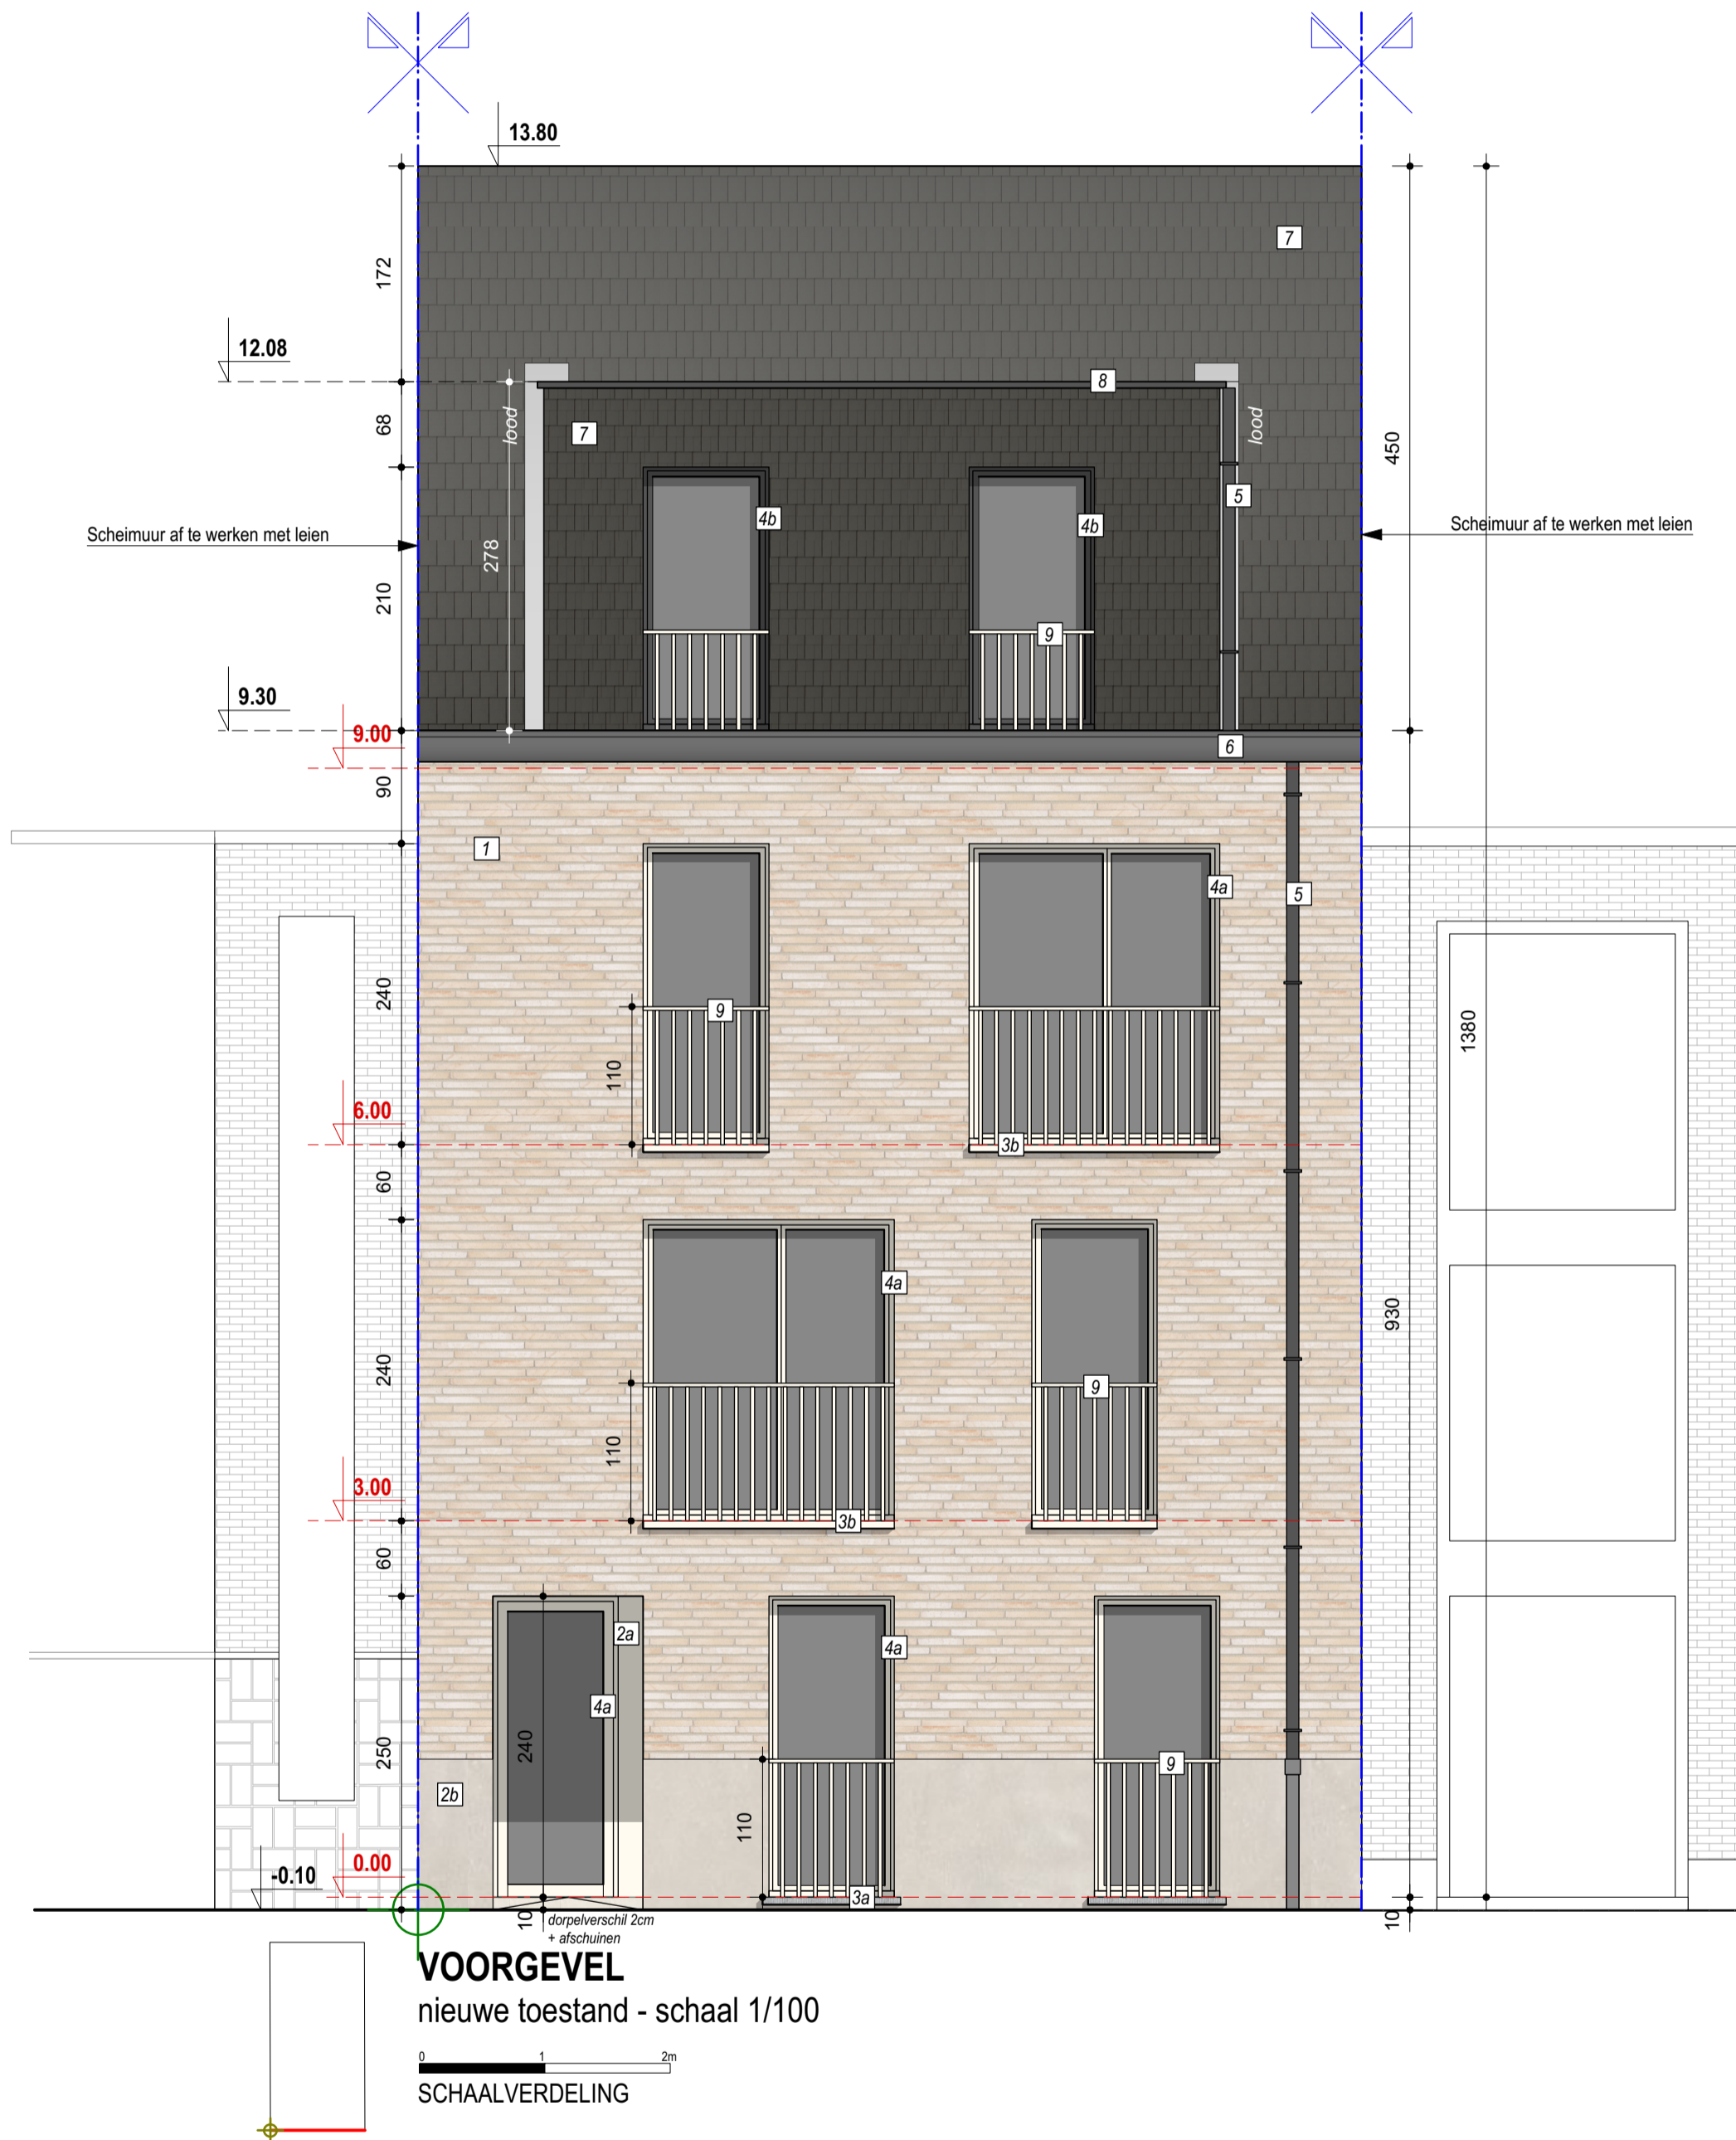 13.80
7
172
12.08
8
68
lood
lood
7
450
5
4b
4b
Scheimuur af te werken met leien
Scheimuur af te werken met leien
278
210
9
9.30
9.00
6
90
1
4a
5
240
9
1380
110
6.00
3b
60
4a
930
240
9
110
3.00
3b
60
2a
4a
4a
240
250
9
2b
110
0.00
-0.10
3a
10
dorpelverschil 2cm
+ afschuinen
10
VOORGEVEL
nieuwe toestand - schaal 1/100
0 1 2m
SCHAALVERDELING